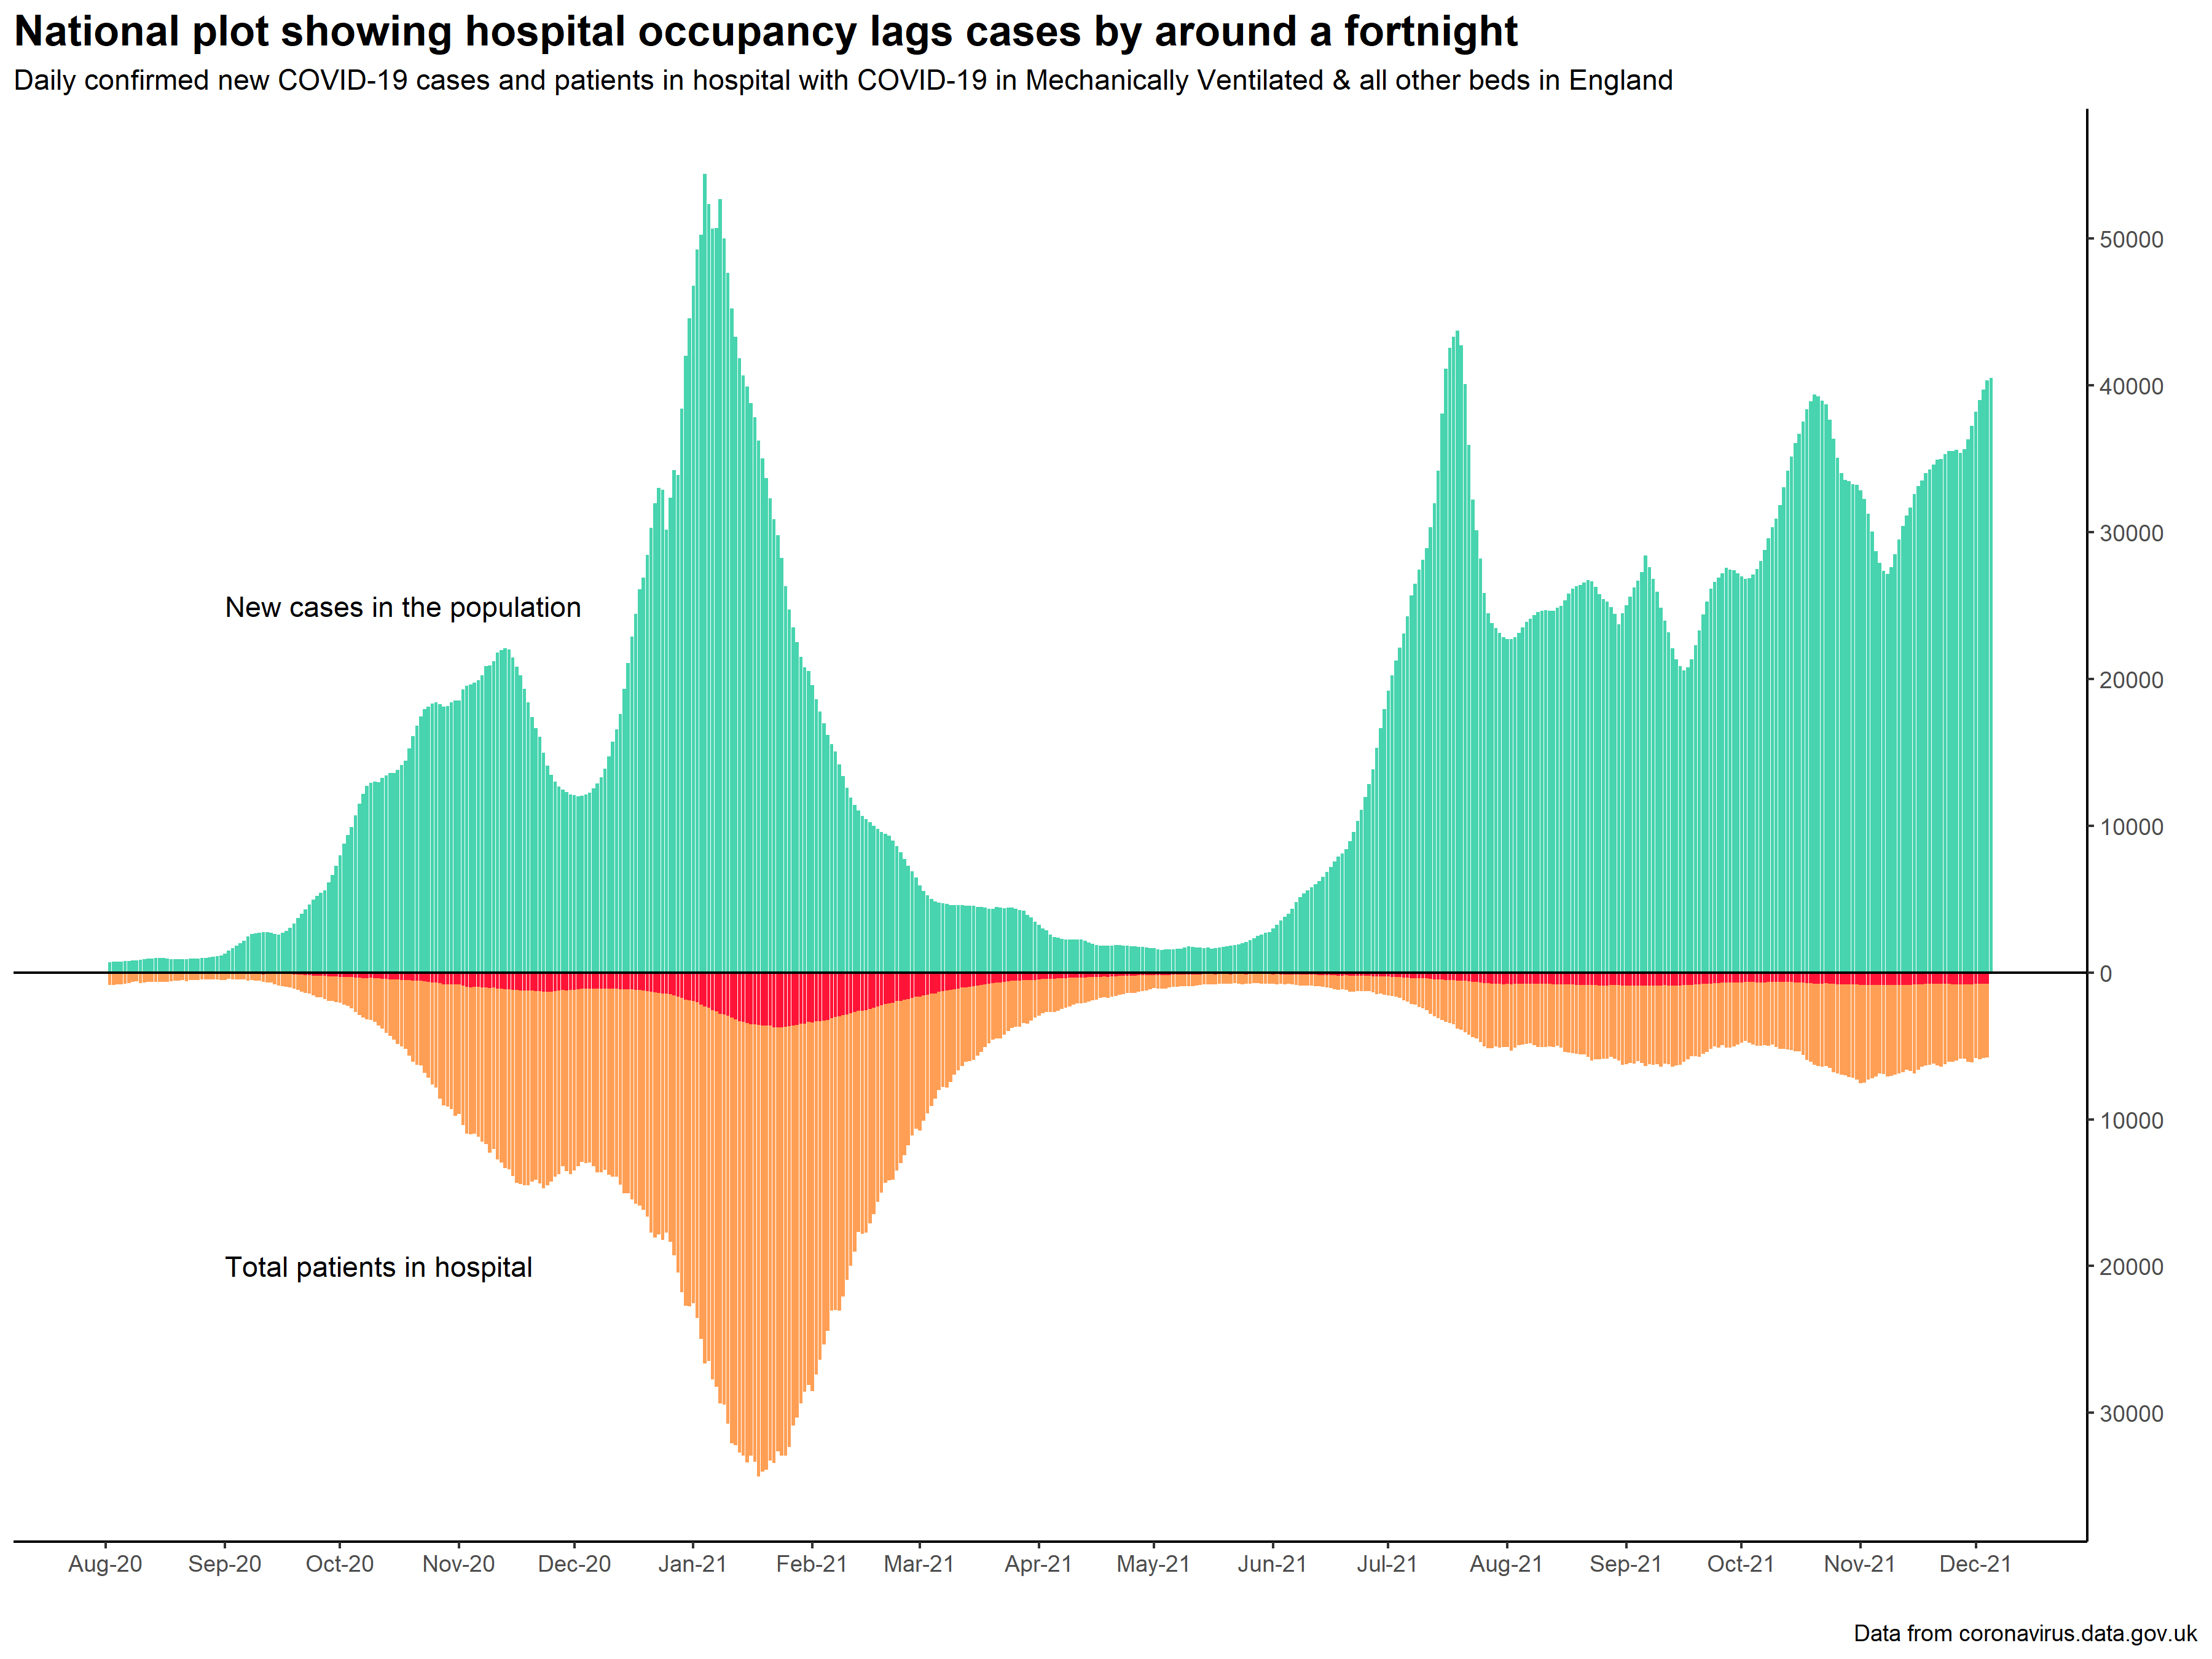 National plot showing hospital occupancy lags cases by around a fortnight
Daily confirmed new COVID-19 cases and patients in hospital with COVID-19 in Mechanically Ventilated & all other beds in England
50000
40000
30000
New cases in the population
20000
10000
0
10000
Total patients in hospital
20000
30000
Aug-20 Sep-20 Oct-20 Nov-20 Dec-20 Jan-21 Feb-21 Mar-21 Apr-21 May-21 Jun-21 Jul-21 Aug-21 Sep-21 Oct-21 Nov-21 Dec-21
Data from coronavirus.data.gov.uk